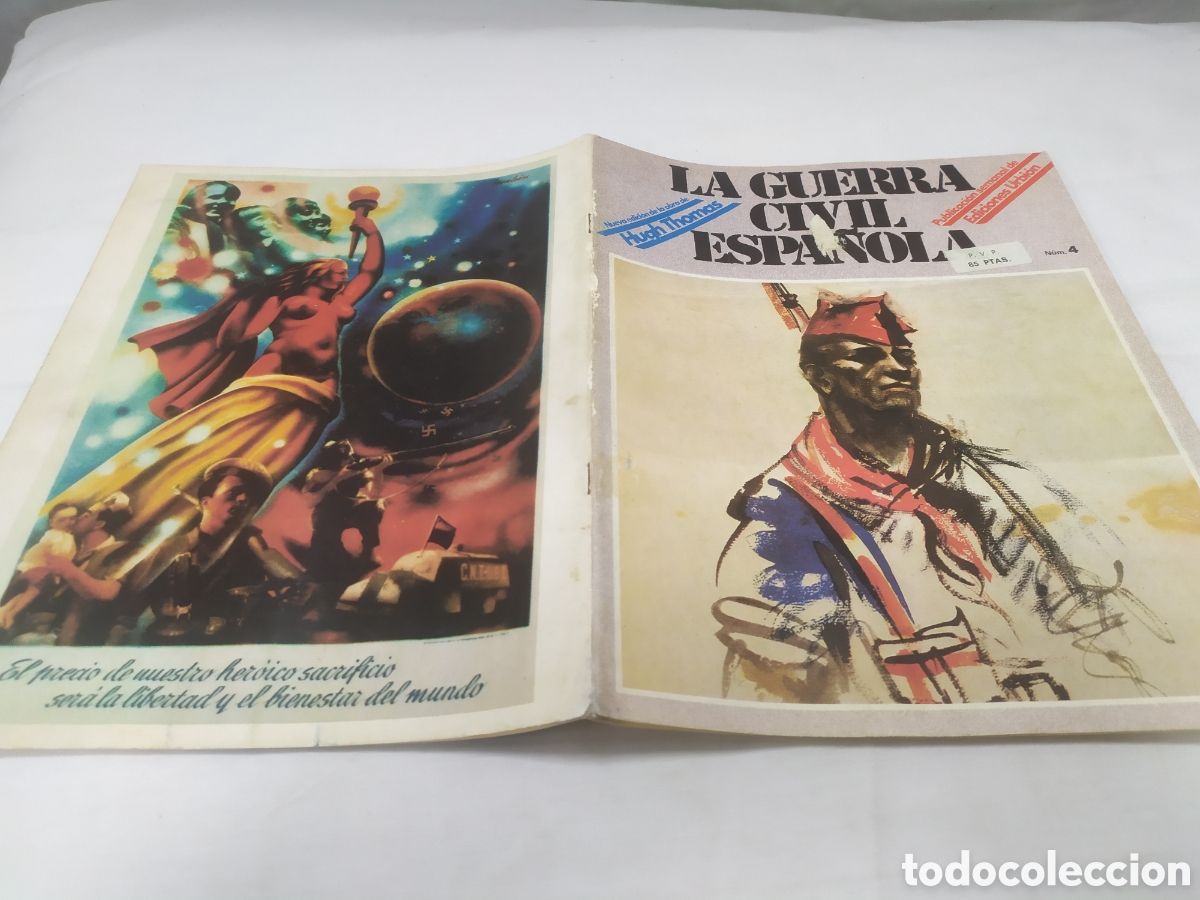 El precio de nuestro heróico sacrificio
será la libertad y el bienestar del mundo
LA GUERRA
CIVIL
ESPAÑOLA
Nueva edición de la obra de
Hugh Thomas
Publicación semanal de
Ediciones Unión
P. V. P.
85 PTAS.
Núm. 4
todocoleccion